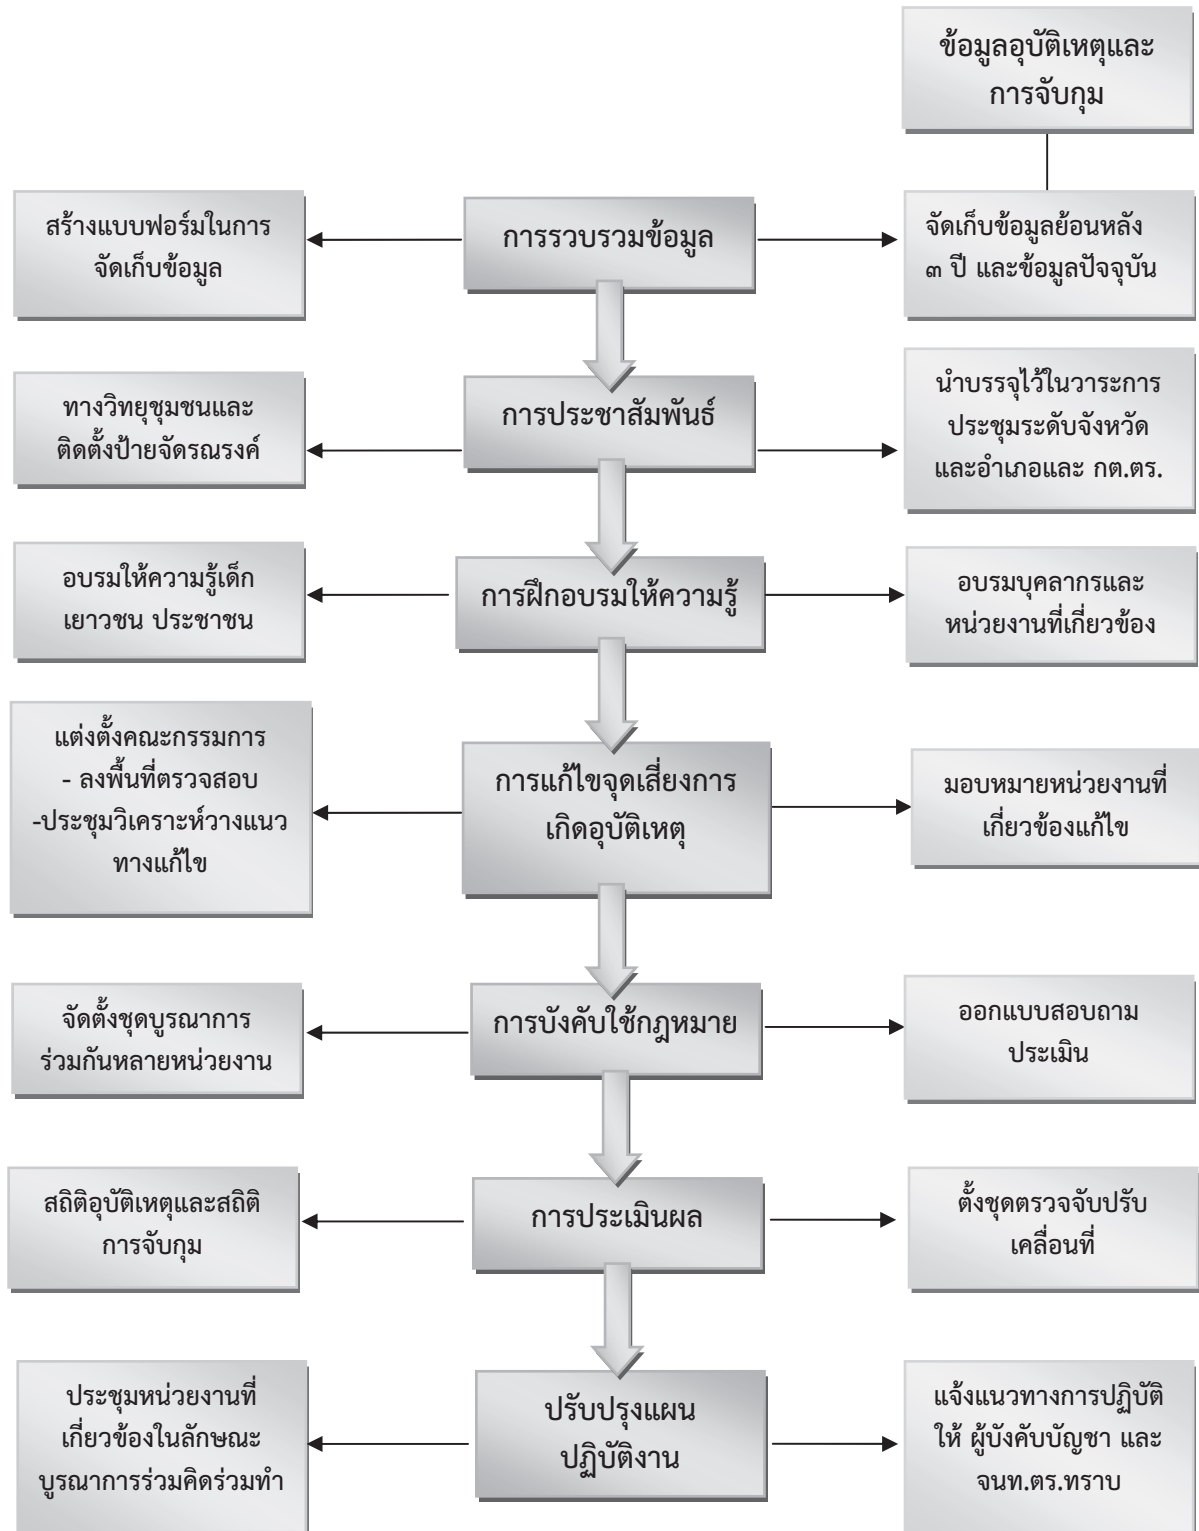 ข้อมูลอุบัติเหตุและ
การจับกุม
สร้างแบบฟอร์มในการ
จัดเก็บข้อมูล
การรวบรวมข้อมูล
จัดเก็บข้อมูลย้อนหลัง
๓ ปี และข้อมูลปัจจุบัน
ทางวิทยุชุมชนและ
ติดตั้งป้ายจัดรณรงค์
การประชาสัมพันธ์
นำบรรจุไว้ในวาระการ
ประชุมระดับจังหวัด
และอำเภอและ กต.ตร.
อบรมให้ความรู้เด็ก
เยาวชน ประชาชน
การฝึกอบรมให้ความรู้
อบรมบุคลากรและ
หน่วยงานที่เกี่ยวข้อง
แต่งตั้งคณะกรรมการ
- ลงพื้นที่ตรวจสอบ
-ประชุมวิเคราะห์วางแนว
ทางแก้ไข
การแก้ไขจุดเสี่ยงการ
เกิดอุบัติเหตุ
มอบหมายหน่วยงานที่
เกี่ยวข้องแก้ไข
จัดตั้งชุดบูรณาการ
ร่วมกันหลายหน่วยงาน
การบังคับใช้กฎหมาย
ออกแบบสอบถาม
ประเมิน
สถิติอุบัติเหตุและสถิติ
การจับกุม
การประเมินผล
ตั้งชุดตรวจจับปรับ
เคลื่อนที่
ประชุมหน่วยงานที่
เกี่ยวข้องในลักษณะ
บูรณาการร่วมคิดร่วมทำ
ปรับปรุงแผน
ปฏิบัติงาน
แจ้งแนวทางการปฏิบัติ
ให้ ผู้บังคับบัญชา และ
จนท.ตร.ทราบ